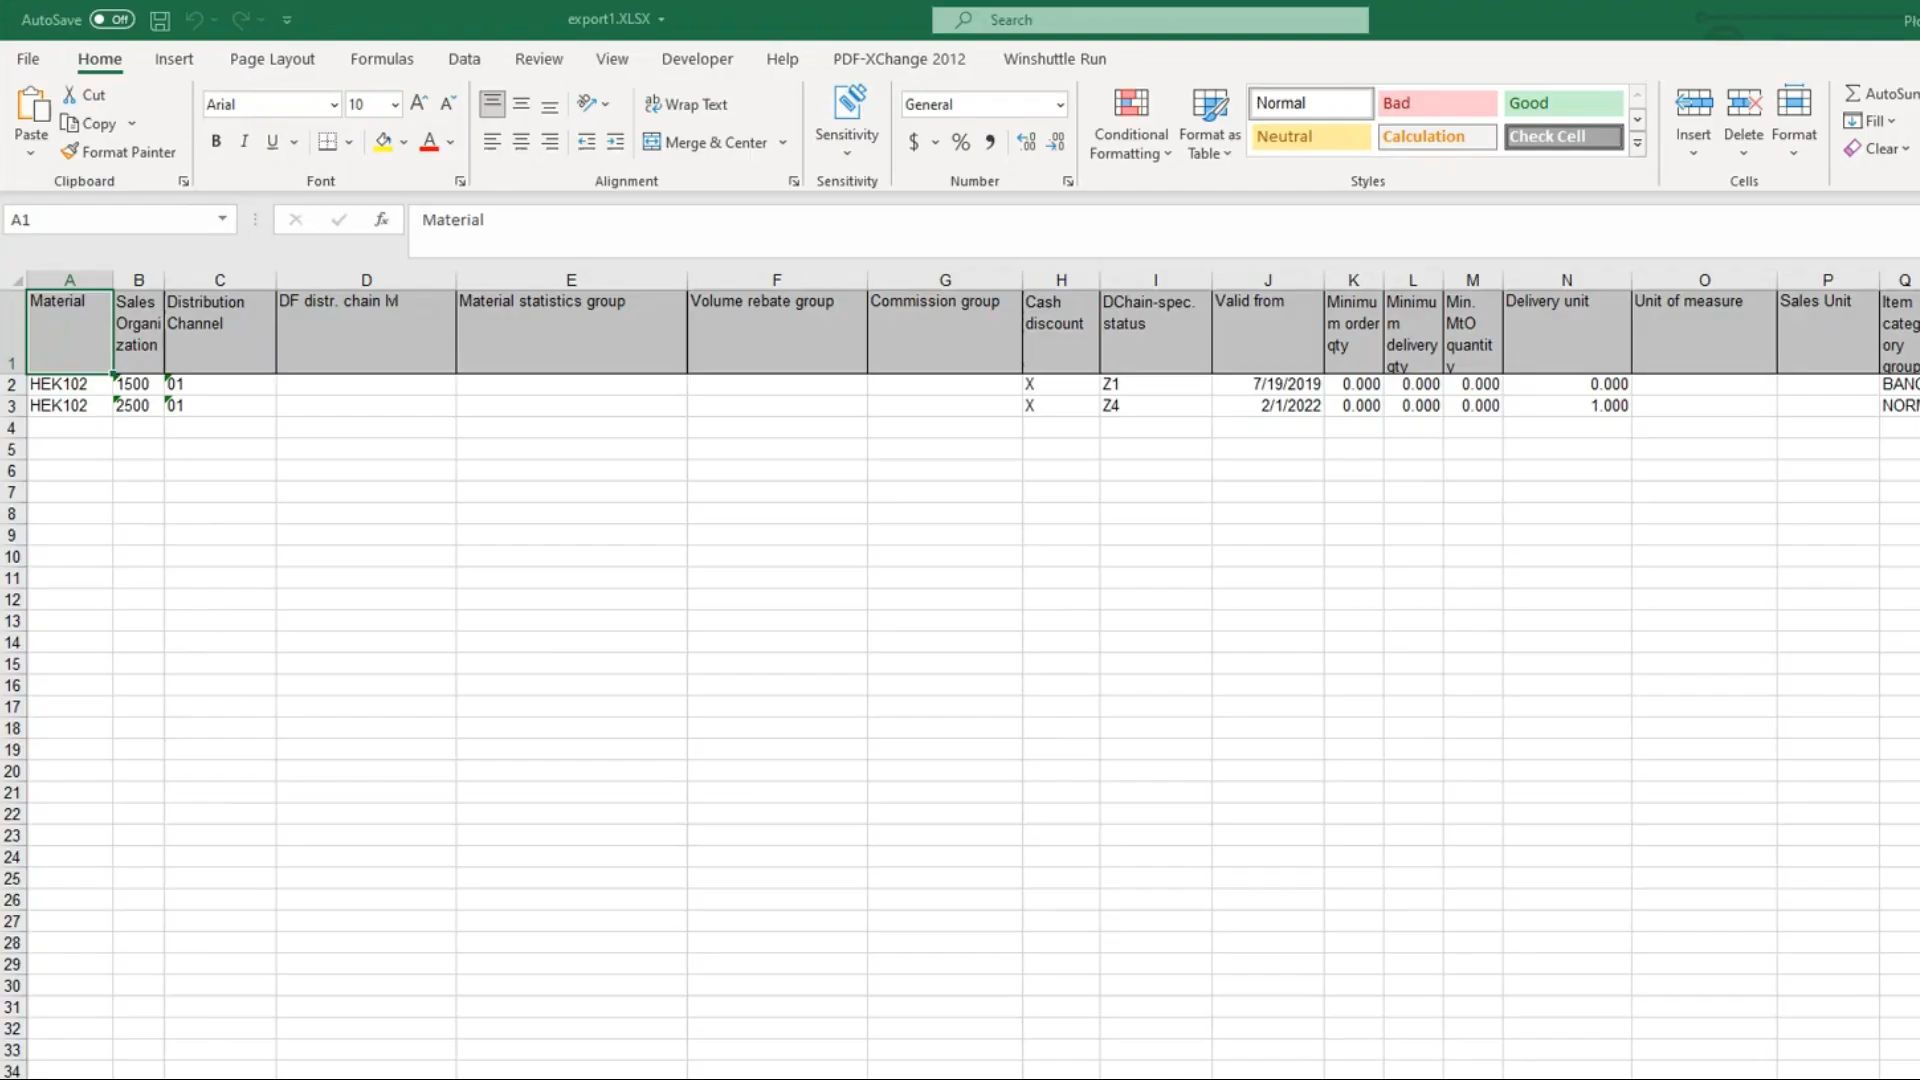 AutoSave Off export1.XLSX Search
File Home Insert Page Layout Formulas Data Review View Developer Help PDF-XChange 2012 Winshuttle Run
Paste Cut Copy Format Painter Clipboard
Arial 10 B I U A Font
Wrap Text Merge & Center Alignment
Sensitivity Sensitivity
General $ % Number
Conditional Formatting Format as Table
Normal Bad Good
Neutral Calculation Check Cell
Styles
Insert Delete Format Cells
AutoSum
Fill
Clear
A1 fx Material
A B C D E F G H I J K L M N O P Q
1 Material Sales Organization Distribution Channel DF distr. chain lvl Material statistics group Volume rebate group Commission group Cash discount DChain-spec. status Valid from Minimum order qty Minimum delivery qty Min. MtO quantity Delivery unit Unit of measure Sales Unit Item category group
2 HEK102 1500 01 X Z1 7/19/2019 0.000 0.000 0.000 0.000
3 HEK102 2500 01 X Z4 2/1/2022 0.000 0.000 0.000 1.000
4
5
6
7
8
9
10
11
12
13
14
15
16
17
18
19
20
21
22
23
24
25
26
27
28
29
30
31
32
33
34